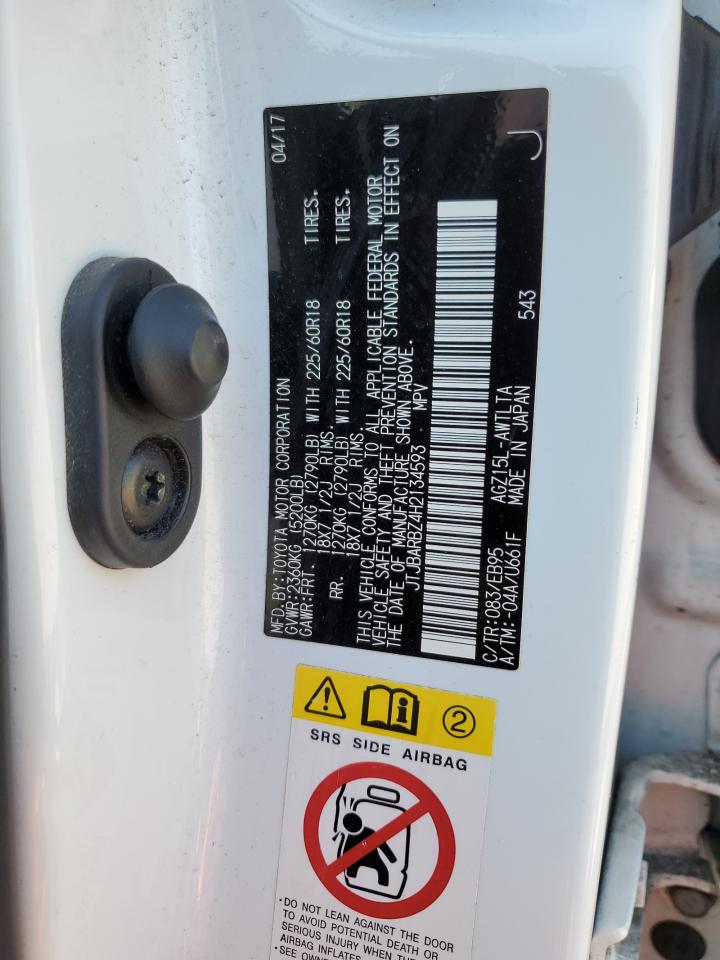 MFD.BY:TOYOTA MOTOR CORPORATION 04/17
GVWR:2360KG (5200LB)
GAWR:FRT. 1270KG (2790LB) WITH 225/60R18 TIRES.
18X7 1/2J RIMS.
RR. 1270KG (2790LB) WITH 225/60R18 TIRES.
18X7 1/2J RIMS.
THIS VEHICLE CONFORMS TO ALL APPLICABLE FEDERAL MOTOR
VEHICLE SAFETY AND THEFT PREVENTION STANDARDS IN EFFECT ON
THE DATE OF MANUFACTURE SHOWN ABOVE.
JTJBARBZ4H2134593 MPV
C/TR:083/EB95 AGZ15L-AWTLTA 543
A/TM:-04A/U661F MADE IN JAPAN J
2
SRS SIDE AIRBAG
•DO NOT LEAN AGAINST THE DOOR
TO AVOID POTENTIAL DEATH OR
SERIOUS INJURY WHEN THE
AIRBAG INFLATES
•SEE